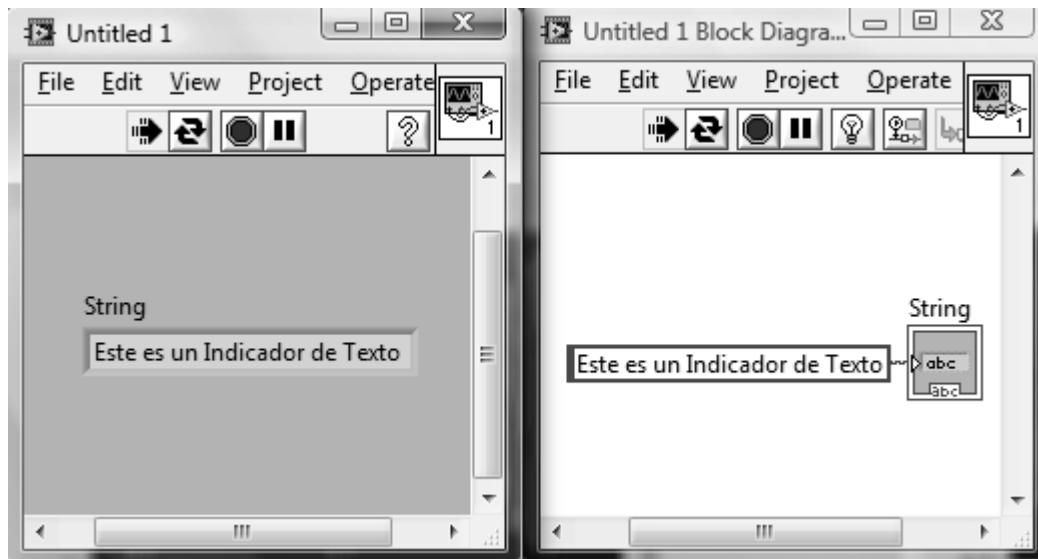 Untitled 1
File Edit View Project Operate
1
String
Este es un Indicador de Texto
Untitled 1 Block Diagra...
File Edit View Project Operate
1
String
Este es un Indicador de Texto
abc
abc